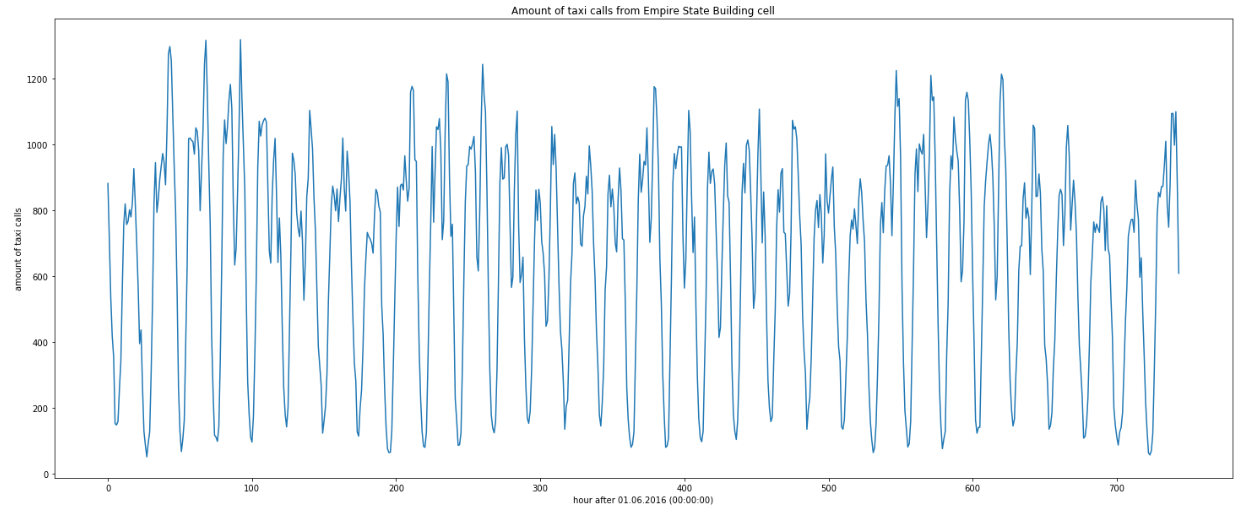 Amount of taxi calls from Empire State Building cell
amount of taxi calls
1200
1000
800
600
400
200
0
0 100 200 300 400 500 600 700
hour after 01.06.2016 (00:00:00)